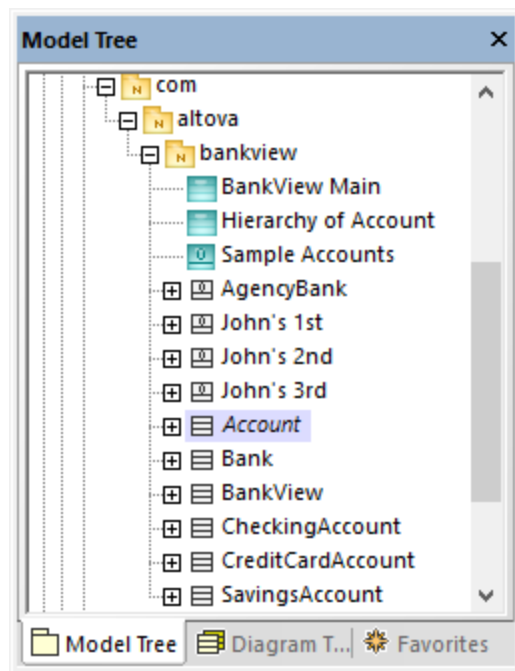 Model Tree
com
altova
bankview
BankView Main
Hierarchy of Account
Sample Accounts
AgencyBank
John's 1st
John's 2nd
John's 3rd
Account
Bank
BankView
CheckingAccount
CreditCardAccount
SavingsAccount
Model Tree Diagram T... Favorites